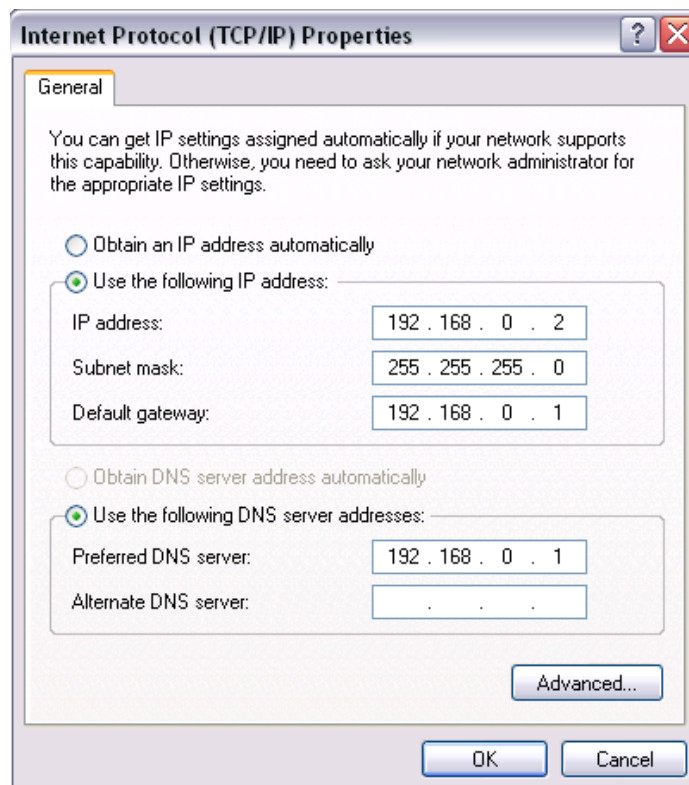 Internet Protocol (TCP/IP) Properties
?
General
You can get IP settings assigned automatically if your network supports
this capability. Otherwise, you need to ask your network administrator for
the appropriate IP settings.
Obtain an IP address automatically
Use the following IP address:
IP address: 192 . 168 . 0 . 2
Subnet mask: 255 . 255 . 255 . 0
Default gateway: 192 . 168 . 0 . 1
Obtain DNS server address automatically
Use the following DNS server addresses:
Preferred DNS server: 192 . 168 . 0 . 1
Alternate DNS server: . . .
Advanced...
OK Cancel